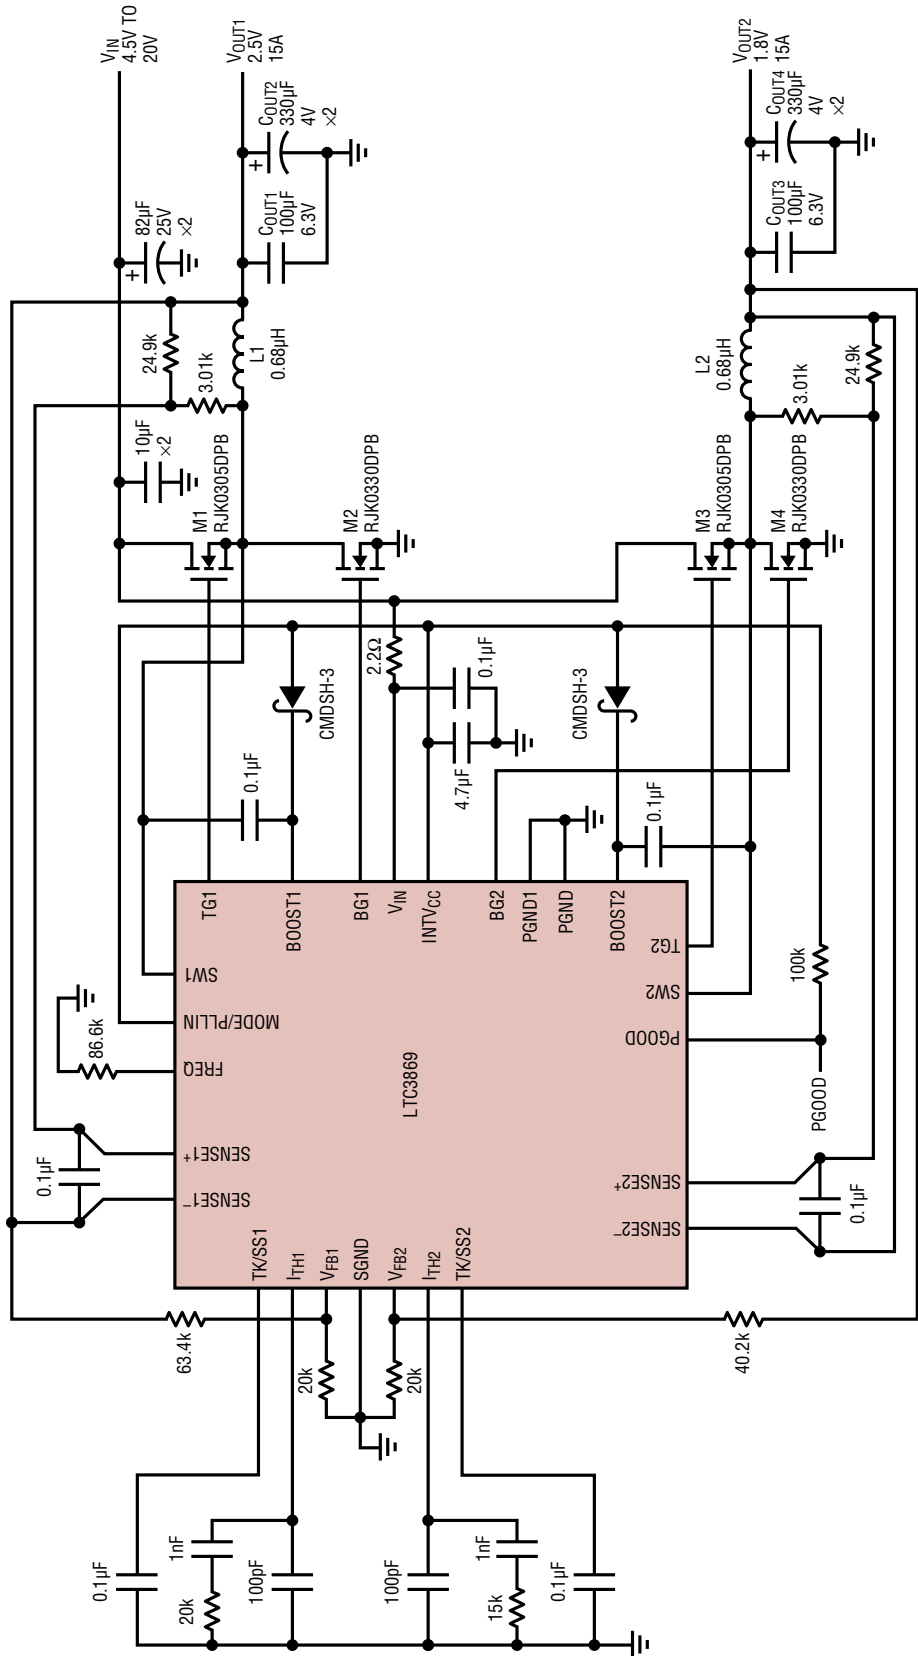 VIN
4.5V TO
20V
VOUT1
2.5V
15A
COUT2
330µF
4V
×2
+
COUT1
100µF
6.3V
82µF
25V
×2
+
24.9k
3.01k
L1
0.68µH
10µF
×2
M1
RJK0305DPB
M2
RJK0330DPB
VOUT2
1.8V
15A
COUT4
330µF
4V
×2
+
COUT3
100µF
6.3V
L2
0.68µH
24.9k
3.01k
M3
RJK0305DPB
M4
RJK0330DPB
2.2Ω
CMDSH-3
0.1µF
0.1µF
4.7µF
CMDSH-3
0.1µF
TG1
BOOST1
BG1
VIN
INTVCC
BG2
PGND1
PGND
BOOST2
TG2
SW1
SW2
MODE/PLLIN
PGOOD
FREQ
86.6k
100k
PGOOD
LTC3869
SENSE1+
SENSE1–
0.1µF
SENSE2+
SENSE2–
0.1µF
TK/SS1
ITH1
VFB1
SGND
VFB2
ITH2
TK/SS2
63.4k
20k
20k
40.2k
0.1µF
1nF
20k
100pF
100pF
1nF
15k
0.1µF